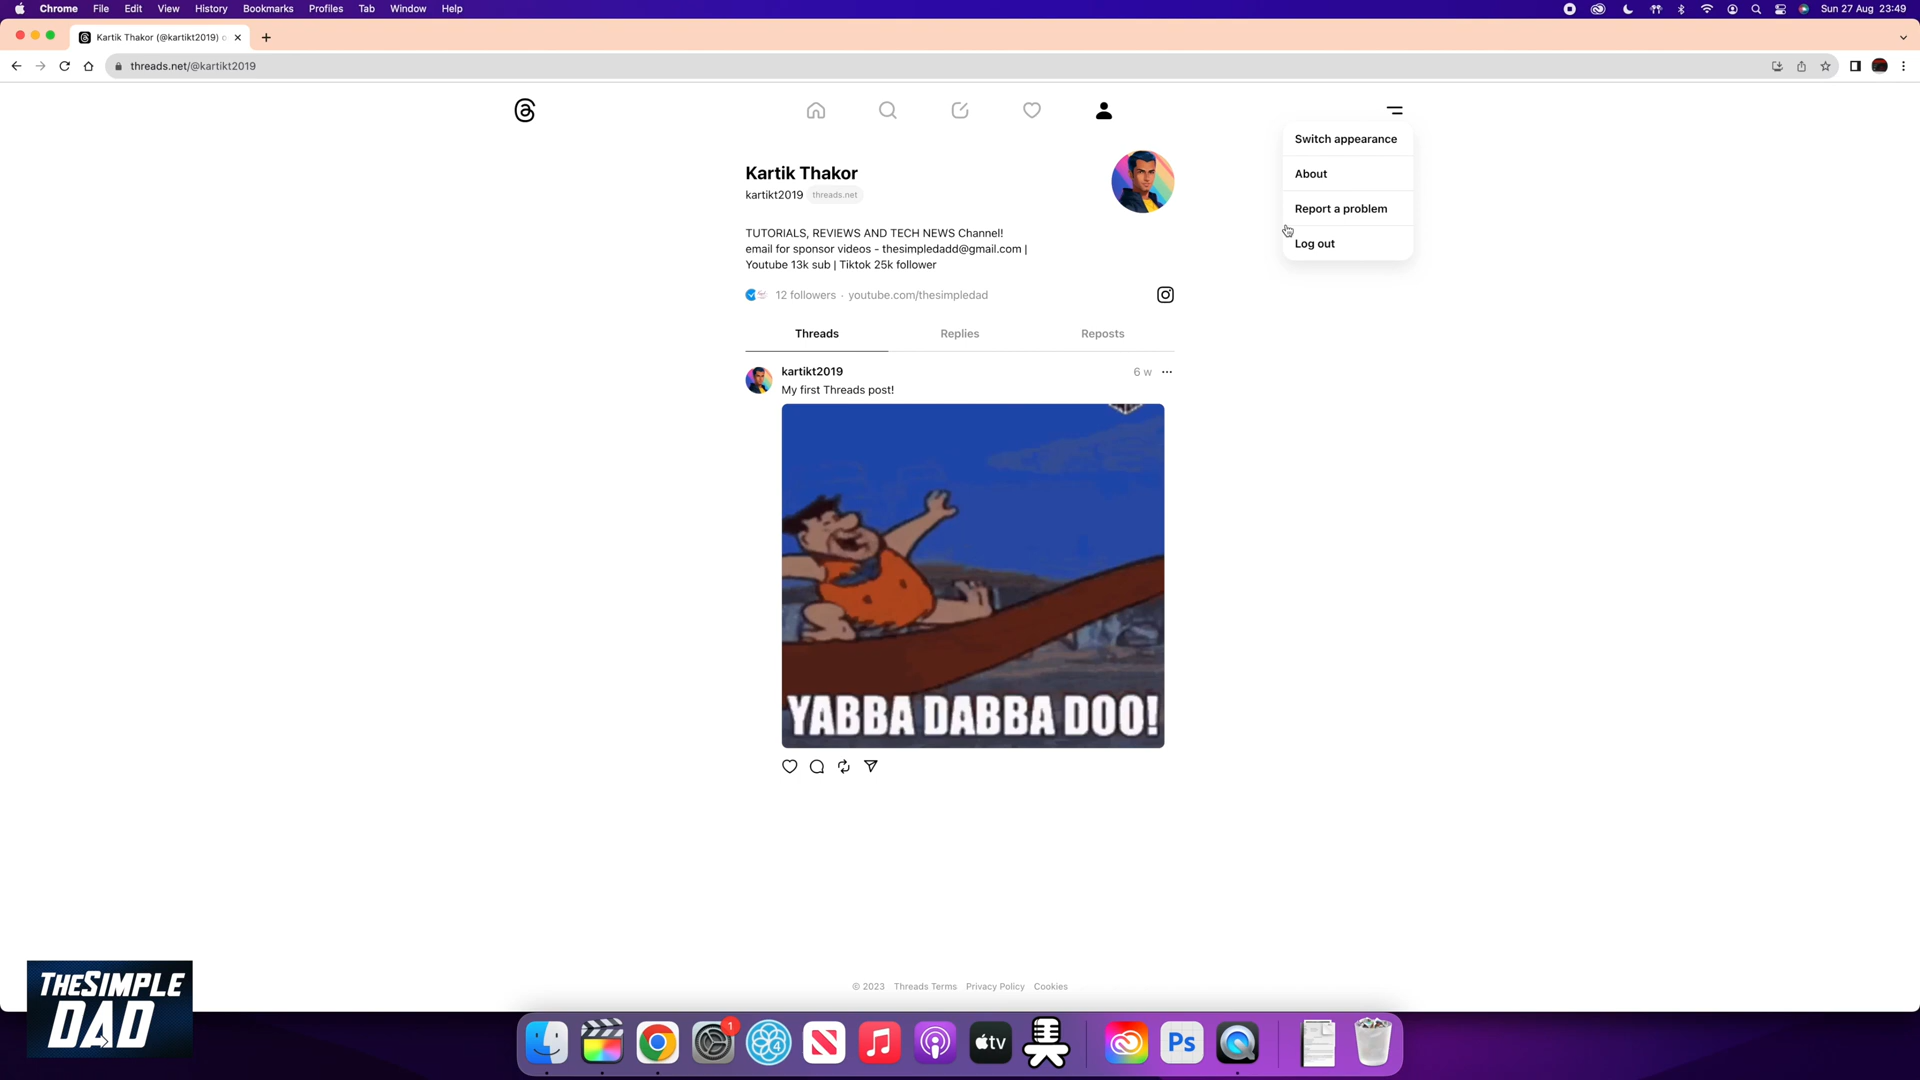 Chrome File Edit View History Bookmarks Profiles Tab Window Help
Sun 27 Aug 23:49
Kartik Thakor (@kartikt2019)
threads.net/@kartikt2019
Switch appearance
About
Report a problem
Log out
Kartik Thakor
kartikt2019 threads.net
TUTORIALS, REVIEWS AND TECH NEWS Channel!
email for sponsor videos - thesimpledadd@gmail.com |
Youtube 13k sub | Tiktok 25k follower
12 followers · youtube.com/thesimpledad
Threads Replies Reposts
kartikt2019 6 w
My first Threads post!
YABBA DABBA DOO!
© 2023 Threads Terms Privacy Policy Cookies
THESIMPLE
DAD
1
tv
Ps